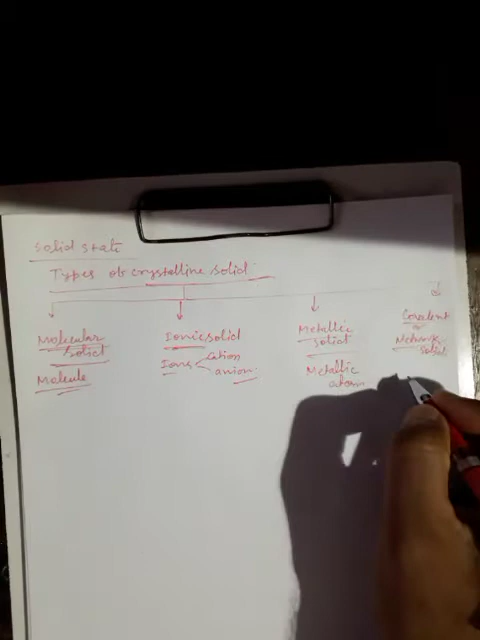 Solid state
Types of crystalline solid
Molecular
Solid
Molecule
Ionic solid
Ions
Cation
anion
Metallic
solid
Metallic
atom
Covalent
or
Network
solid